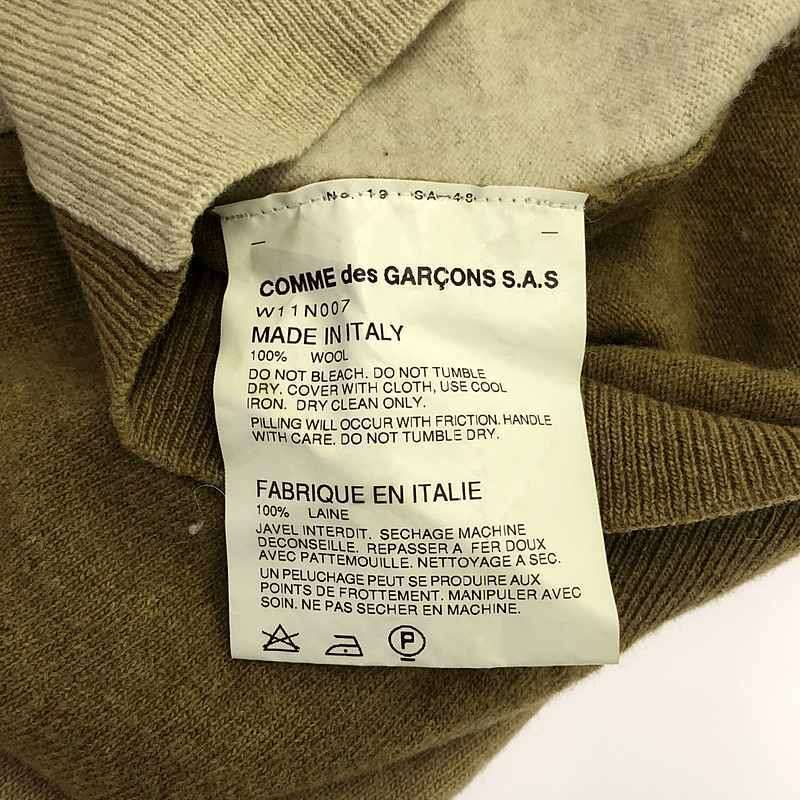 No. 19 SA-48
COMME des GARÇONS S.A.S
W11N007
MADE IN ITALY
100% WOOL
DO NOT BLEACH. DO NOT TUMBLE
DRY. COVER WITH CLOTH, USE COOL
IRON. DRY CLEAN ONLY.
PILLING WILL OCCUR WITH FRICTION. HANDLE
WITH CARE. DO NOT TUMBLE DRY.
FABRIQUE EN ITALIE
100% LAINE
JAVEL INTERDIT. SECHAGE MACHINE
DECONSEILLE. REPASSER A FER DOUX
AVEC PATTEMOUILLE. NETTOYAGE A SEC.
UN PELUCHAGE PEUT SE PRODUIRE AUX
POINTS DE FROTTEMENT. MANIPULER AVEC
SOIN. NE PAS SECHER EN MACHINE.
P